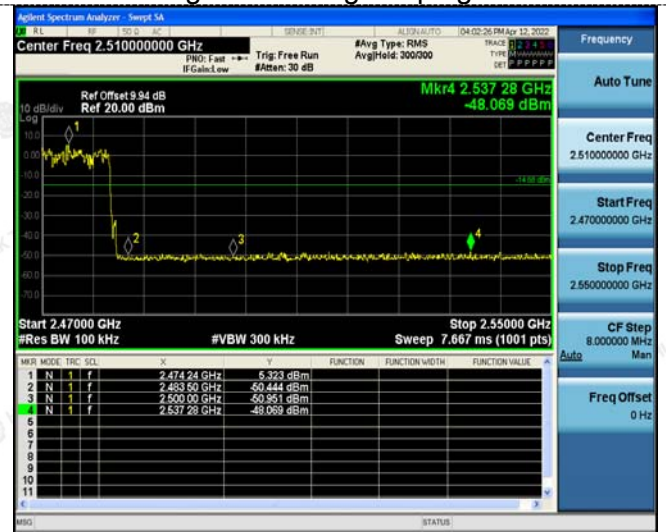 Agilent Spectrum Analyzer - Swept SA
RL RF 50 Ω AC SENSE:INT ALIGN AUTO 04:02:26 PM Apr 12, 2022
Center Freq 2.510000000 GHz
PNO: Fast
IFGain:Low
Trig: Free Run
#Atten: 30 dB
#Avg Type: RMS
Avg|Hold: 300/300
TRACE 1 2 3 4 5 6
TYPE
DET P P P P P P
Ref Offset 9.94 dB
10 dB/div Ref 20.00 dBm
Log
Mkr4 2.537 28 GHz
-48.069 dBm
10.0
0.00
-10.0
-20.0
-30.0
-40.0
-50.0
-60.0
-70.0
1
2
3
4
Start 2.47000 GHz Stop 2.55000 GHz
#Res BW 100 kHz #VBW 300 kHz Sweep 7.667 ms (1001 pts)
MKR MODE TRC SCL X Y FUNCTION FUNCTION WIDTH FUNCTION VALUE
1 N 1 f 2.474 24 GHz 5.323 dBm
2 N 1 f 2.483 50 GHz -50.444 dBm
3 N 1 f 2.500 00 GHz -50.951 dBm
4 N 1 f 2.537 28 GHz -48.069 dBm
5
6
7
8
9
10
11
MSG STATUS
Frequency
Auto Tune
Center Freq
2.510000000 GHz
Start Freq
2.470000000 GHz
Stop Freq
2.550000000 GHz
CF Step
8.000000 MHz
Auto Man
Freq Offset
0 Hz